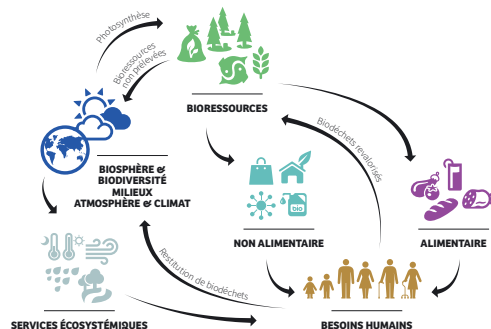 Photosynthèse
Bioressources
non prélevées
BIORESSOURCES
Biodéchets revalorisés
BIOSPHÈRE &
BIODIVERSITÉ
MILIEUX
ATMOSPHÈRE & CLIMAT
bio
NON ALIMENTAIRE
ALIMENTAIRE
Restitution de biodéchets
SERVICES ÉCOSYSTÉMIQUES
BESOINS HUMAINS